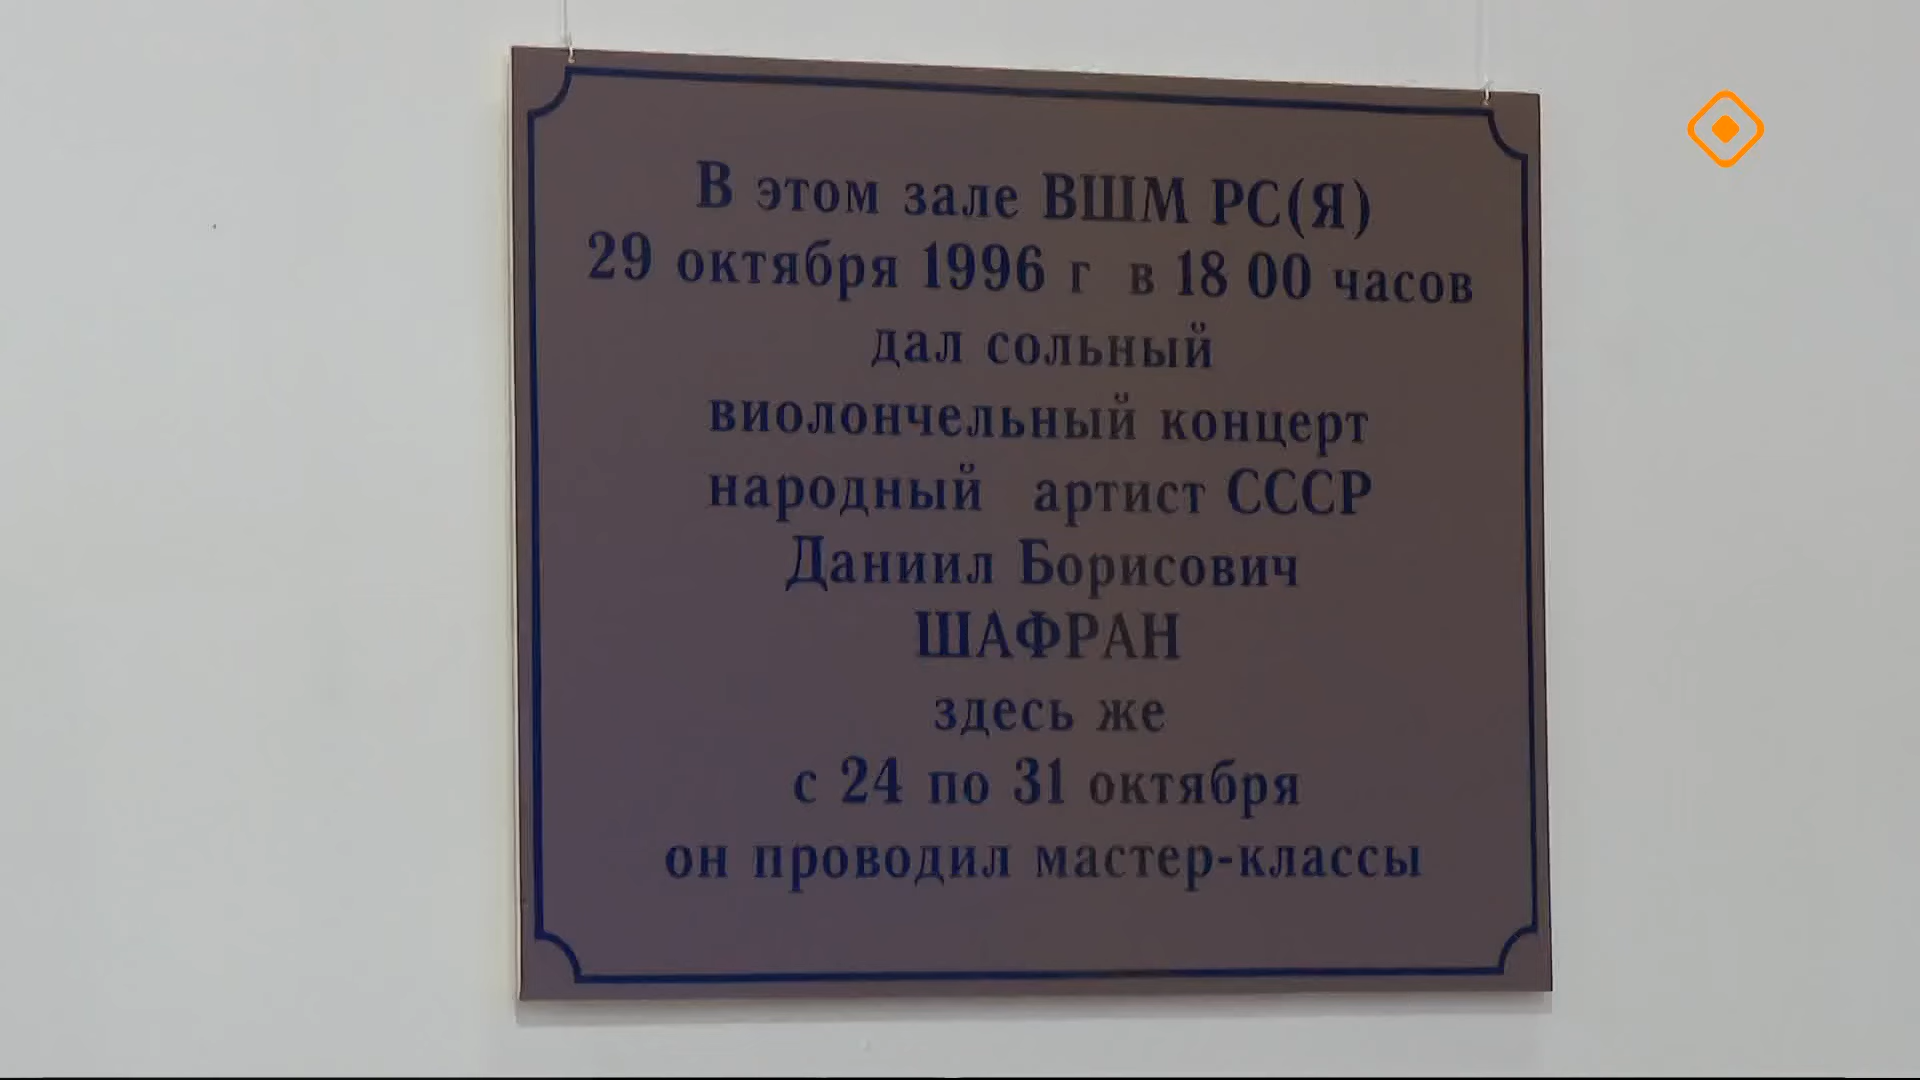 В этом зале ВШМ РС(Я)
29 октября 1996 г в 18 00 часов
дал сольный
виолончельный концерт
народный артист СССР
Даниил Борисович
ШАФРАН
здесь же
с 24 по 31 октября
он проводил мастер-классы